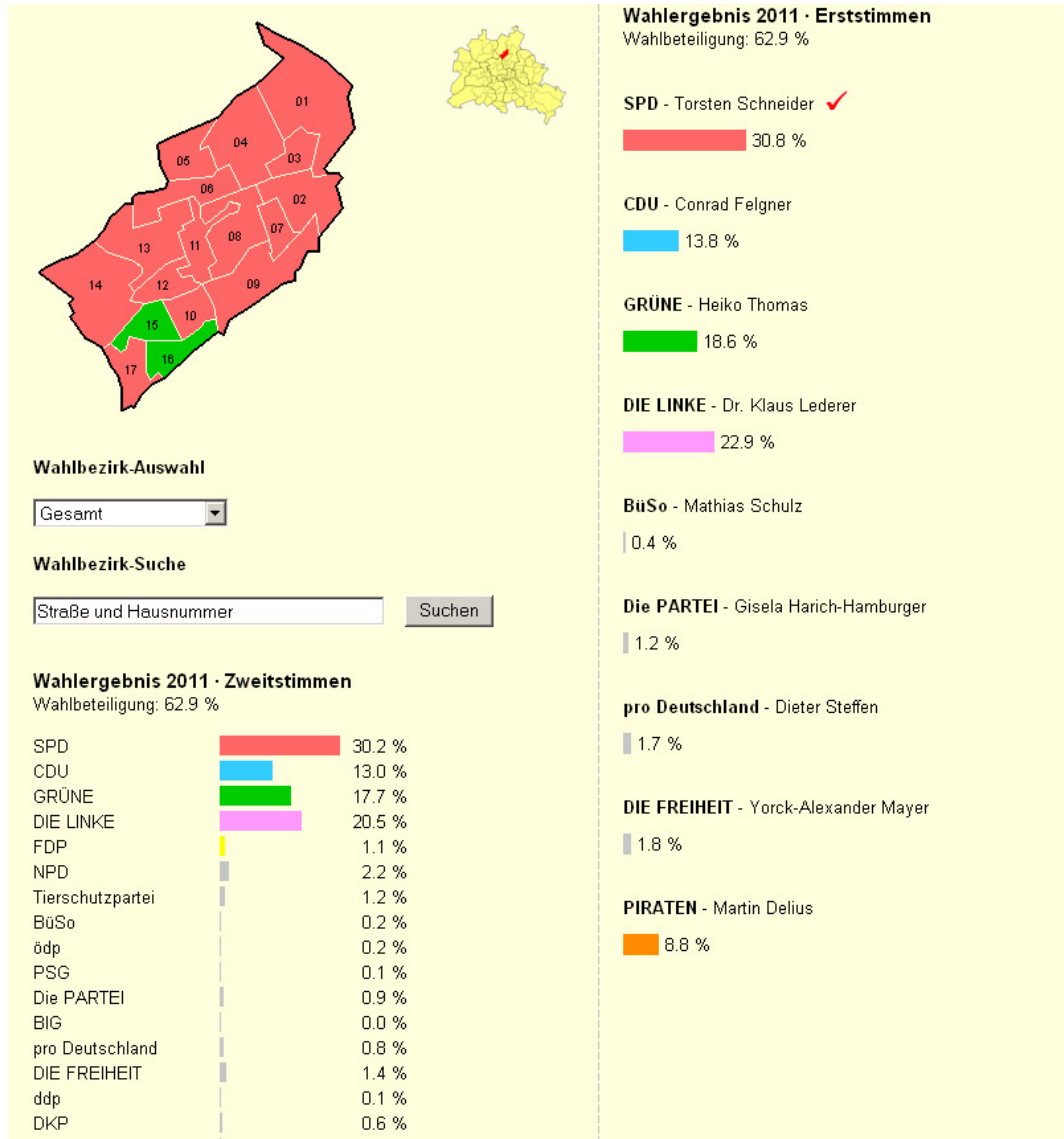 01
04
05
03
06
02
07
08
11
13
14
12
09
10
15
16
17
Wahlbezirk-Auswahl
Gesamt
Wahlbezirk-Suche
Straße und Hausnummer
Suchen
Wahlergebnis 2011 · Zweitstimmen
Wahlbeteiligung: 62.9 %
SPD 30.2 %
CDU 13.0 %
GRÜNE 17.7 %
DIE LINKE 20.5 %
FDP 1.1 %
NPD 2.2 %
Tierschutzpartei 1.2 %
BüSo 0.2 %
ödp 0.2 %
PSG 0.1 %
Die PARTEI 0.9 %
BIG 0.0 %
pro Deutschland 0.8 %
DIE FREIHEIT 1.4 %
ddp 0.1 %
DKP 0.6 %
Wahlergebnis 2011 · Erststimmen
Wahlbeteiligung: 62.9 %
SPD - Torsten Schneider
30.8 %
CDU - Conrad Felgner
13.8 %
GRÜNE - Heiko Thomas
18.6 %
DIE LINKE - Dr. Klaus Lederer
22.9 %
BüSo - Mathias Schulz
0.4 %
Die PARTEI - Gisela Harich-Hamburger
1.2 %
pro Deutschland - Dieter Steffen
1.7 %
DIE FREIHEIT - Yorck-Alexander Mayer
1.8 %
PIRATEN - Martin Delius
8.8 %